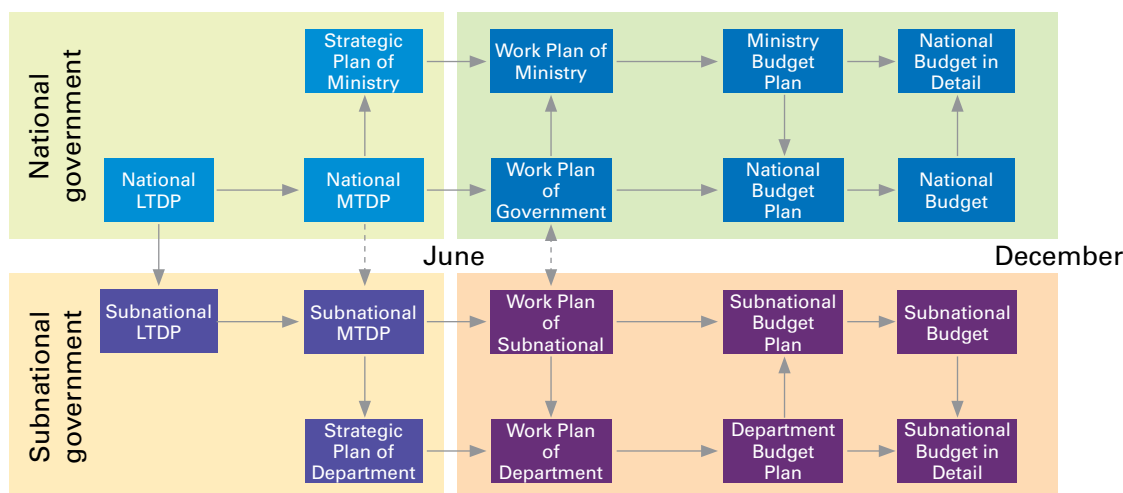 National
government
Strategic
Plan of
Ministry
Work Plan of
Ministry
Ministry
Budget
Plan
National
Budget in
Detail
National
LTDP
National
MTDP
Work Plan
of
Government
National
Budget
Plan
National
Budget
June
December
Subnational
government
Subnational
LTDP
Subnational
MTDP
Work Plan
of
Subnational
Subnational
Budget
Plan
Subnational
Budget
Strategic
Plan of
Department
Work Plan
of
Department
Department
Budget
Plan
Subnational
Budget in
Detail